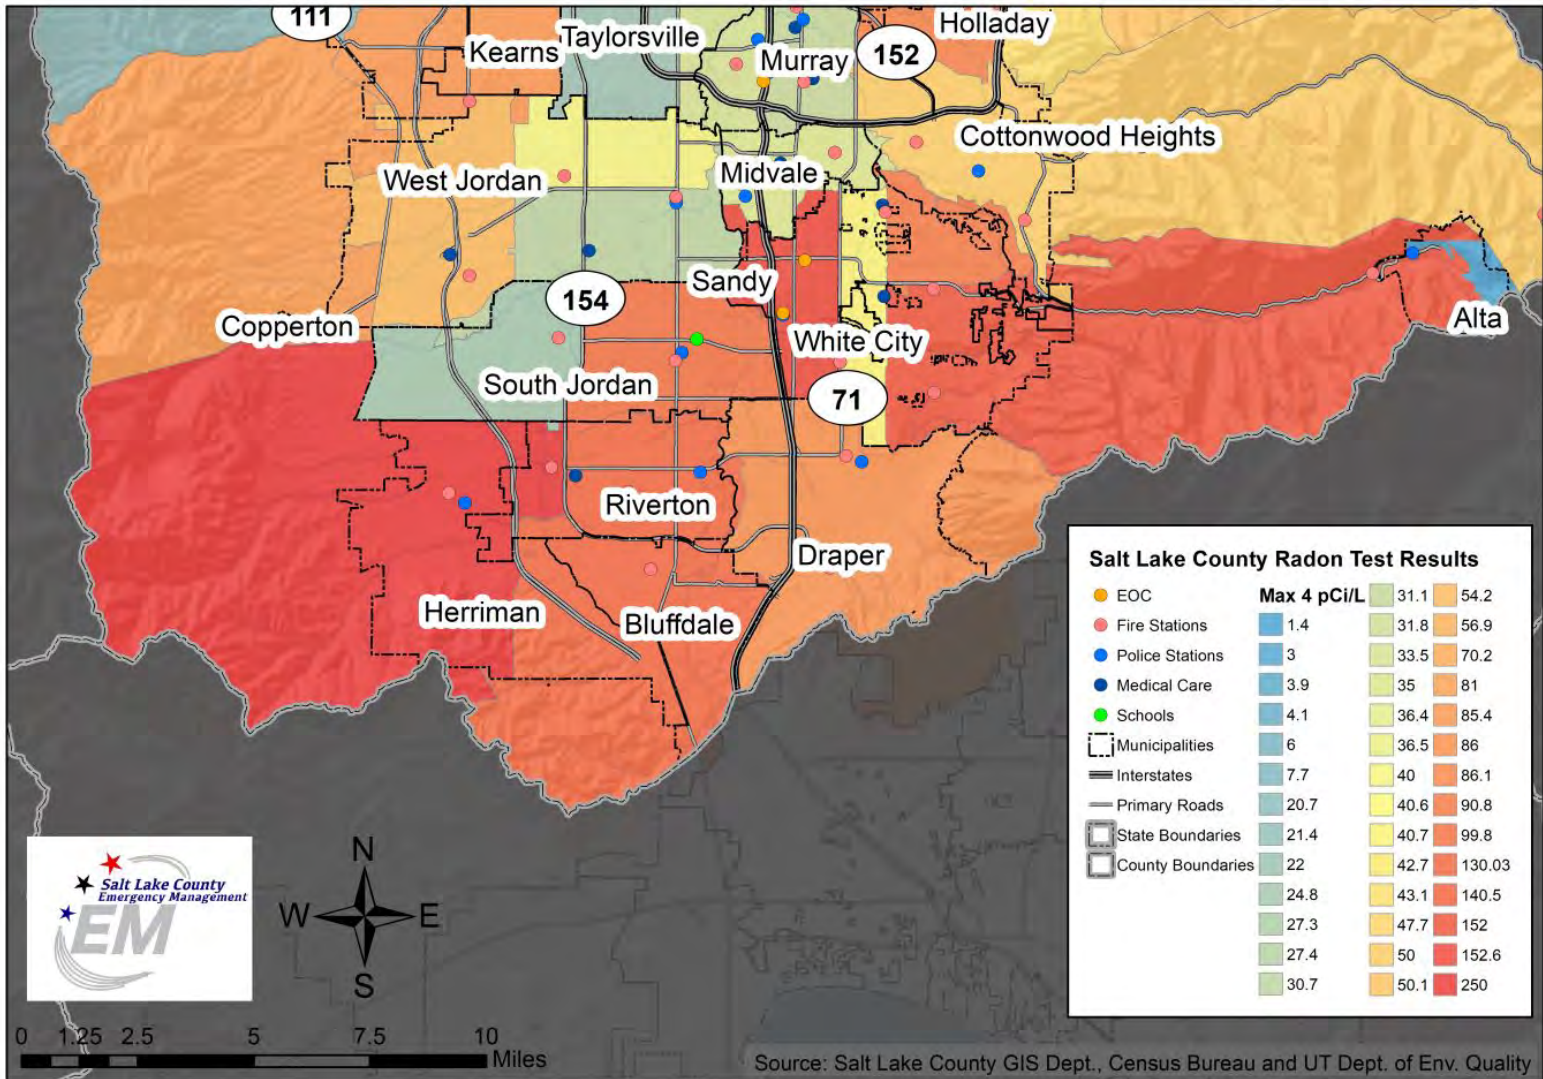 111
Kearns
Taylorsville
Murray
152
Holladay
Cottonwood Heights
West Jordan
Midvale
Sandy
154
Copperton
White City
Alta
South Jordan
71
Riverton
Draper
Herriman
Bluffdale
Salt Lake County Radon Test Results
EOC
Fire Stations
Police Stations
Medical Care
Schools
Municipalities
Interstates
Primary Roads
State Boundaries
County Boundaries
Max 4 pCi/L
1.4
3
3.9
4.1
6
7.7
20.7
21.4
22
24.8
27.3
27.4
30.7
31.1
31.8
33.5
35
36.4
36.5
40
40.6
40.7
42.7
43.1
47.7
50
50.1
54.2
56.9
70.2
81
85.4
86
86.1
90.8
99.8
130.03
140.5
152
152.6
250
Salt Lake County
Emergency Management
EM
N
W E
S
0 1.25 2.5 5 7.5 10
Miles
Source: Salt Lake County GIS Dept., Census Bureau and UT Dept. of Env. Quality